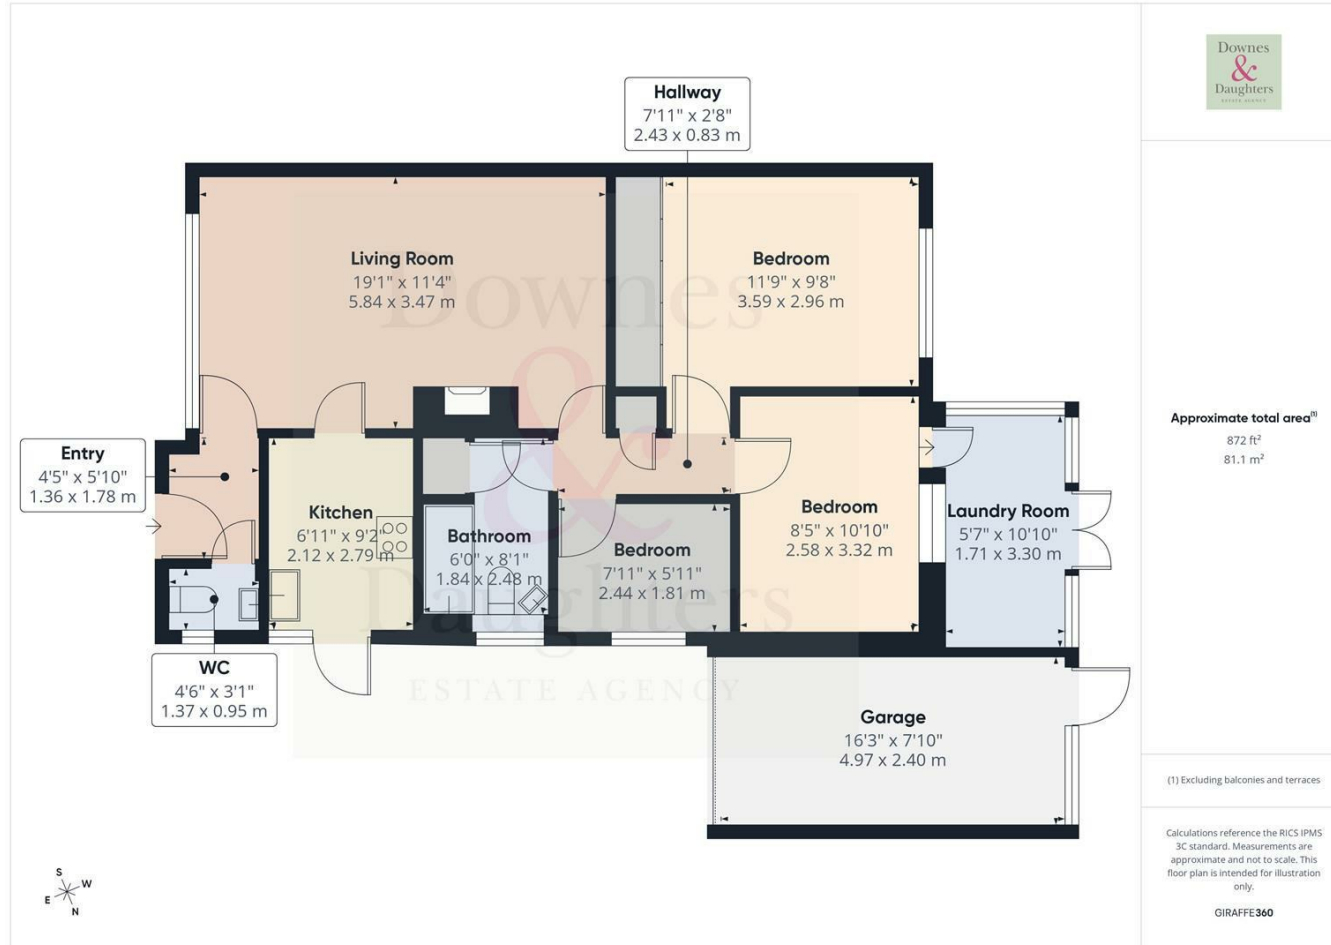 Hallway
7'11" x 2'8"
2.43 x 0.83 m
Living Room
19'1" x 11'4"
5.84 x 3.47 m
Bedroom
11'9" x 9'8"
3.59 x 2.96 m
Entry
4'5" x 5'10"
1.36 x 1.78 m
Kitchen
6'11" x 9'2"
2.12 x 2.79 m
Bathroom
6'0" x 8'1"
1.84 x 2.48 m
Bedroom
7'11" x 5'11"
2.44 x 1.81 m
Bedroom
8'5" x 10'10"
2.58 x 3.32 m
Laundry Room
5'7" x 10'10"
1.71 x 3.30 m
WC
4'6" x 3'1"
1.37 x 0.95 m
Garage
16'3" x 7'10"
4.97 x 2.40 m
Downes
&
Daughters
ESTATE AGENCY
S
W
E
N
Downes
&
Daughters
ESTATE AGENCY
Approximate total area(1)
872 ft²
81.1 m²
(1) Excluding balconies and terraces
Calculations reference the RICS IPMS
3C standard. Measurements are
approximate and not to scale. This
floor plan is intended for illustration
only.
GIRAFFE360